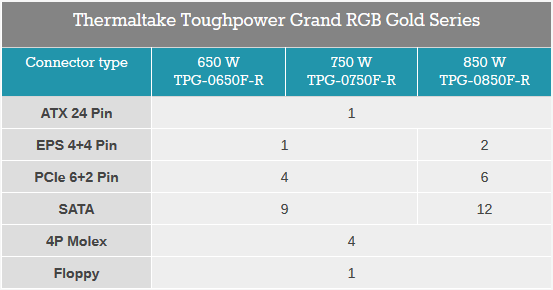 Thermaltake Toughpower Grand RGB Gold Series
Connector type 650 W 750 W 850 W
TPG-0650F-R TPG-0750F-R TPG-0850F-R
ATX 24 Pin 1
EPS 4+4 Pin 1 2
PCIe 6+2 Pin 4 6
SATA 9 12
4P Molex 4
Floppy 1